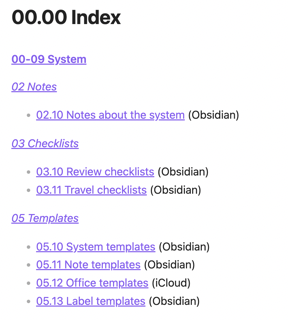 00.00 Index
00-09 System
02 Notes
02.10 Notes about the system (Obsidian)
03 Checklists
03.10 Review checklists (Obsidian)
03.11 Travel checklists (Obsidian)
05 Templates
05.10 System templates (Obsidian)
05.11 Note templates (Obsidian)
05.12 Office templates (iCloud)
05.13 Label templates (Obsidian)